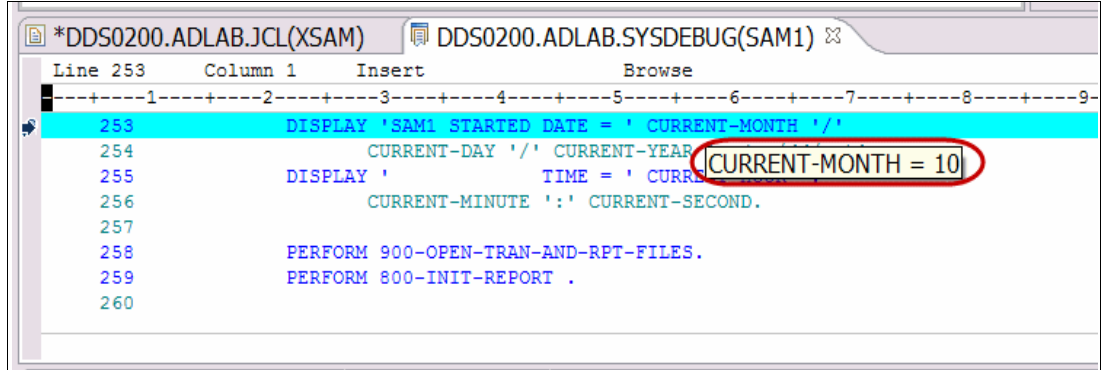 *DDS0200.ADLAB.JCL(XSAM) DDS0200.ADLAB.SYSDEBUG(SAM1)
Line 253 Column 1 Insert Browse
----+----1----+----2----+----3----+----4----+----5----+----6----+----7----+----8----+----9-
253 DISPLAY 'SAM1 STARTED DATE = ' CURRENT-MONTH '/'
254 CURRENT-DAY '/' CURRENT-YEAR
CURRENT-MONTH = 10
255 DISPLAY ' TIME = '
256 CURRENT-MINUTE ':' CURRENT-SECOND.
257
258 PERFORM 900-OPEN-TRAN-AND-RPT-FILES.
259 PERFORM 800-INIT-REPORT .
260